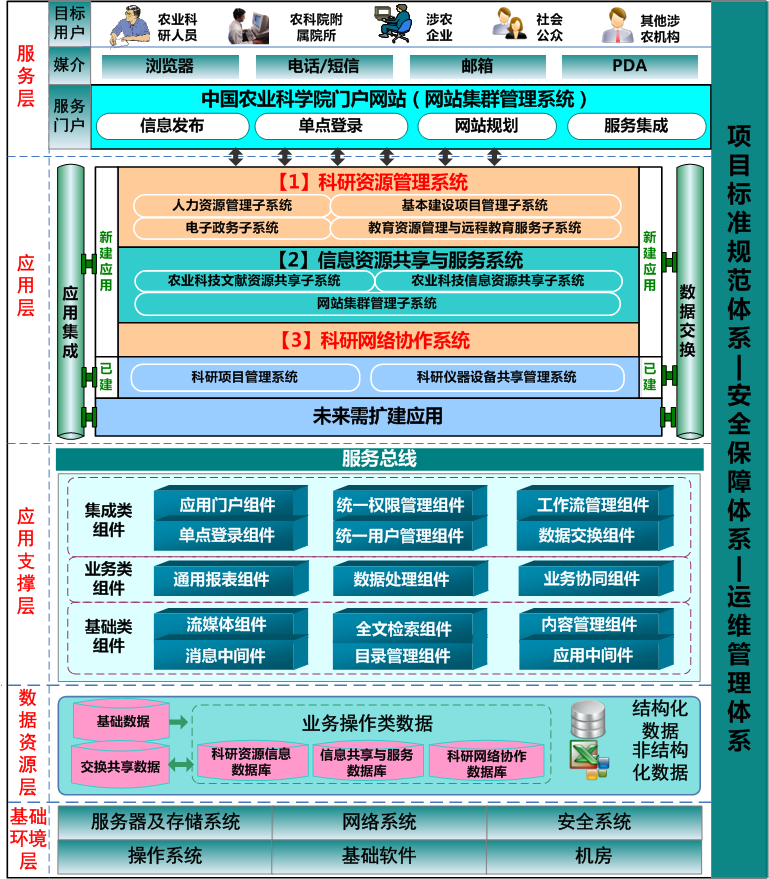 目标
用户
农业科
研人员
农科院附
属院所
涉农
企业
社会
公众
其他涉
农机构
服务层
媒介
浏览器
电话/短信
邮箱
PDA
服务
门户
中国农业科学院门户网站（网站集群管理系统）
信息发布
单点登录
网站规划
服务集成
应用层
应用集成
新建应用
【1】科研资源管理系统
人力资源管理子系统
基本建设项目管理子系统
电子政务子系统
教育资源管理与远程教育服务子系统
【2】信息资源共享与服务系统
农业科技文献资源共享子系统
农业科技信息资源共享子系统
网站集群管理子系统
【3】科研网络协作系统
新建应用
已建
科研项目管理系统
科研仪器设备共享管理系统
已建
未来需扩建应用
数据交换
应用支撑层
服务总线
集成类
组件
应用门户组件
统一权限管理组件
工作流管理组件
单点登录组件
统一用户管理组件
数据交换组件
业务类
组件
通用报表组件
数据处理组件
业务协同组件
基础类
组件
流媒体组件
全文检索组件
内容管理组件
消息中间件
目录管理组件
应用中间件
数据资源层
基础数据
交换共享数据
业务操作类数据
科研资源信息
数据库
信息共享与服务
数据库
科研网络协作
数据库
结构化
数据
非结构
化数据
基础
环境
层
服务器及存储系统
网络系统
安全系统
操作系统
基础软件
机房
项目标准规范体系—安全保障体系—运维管理体系